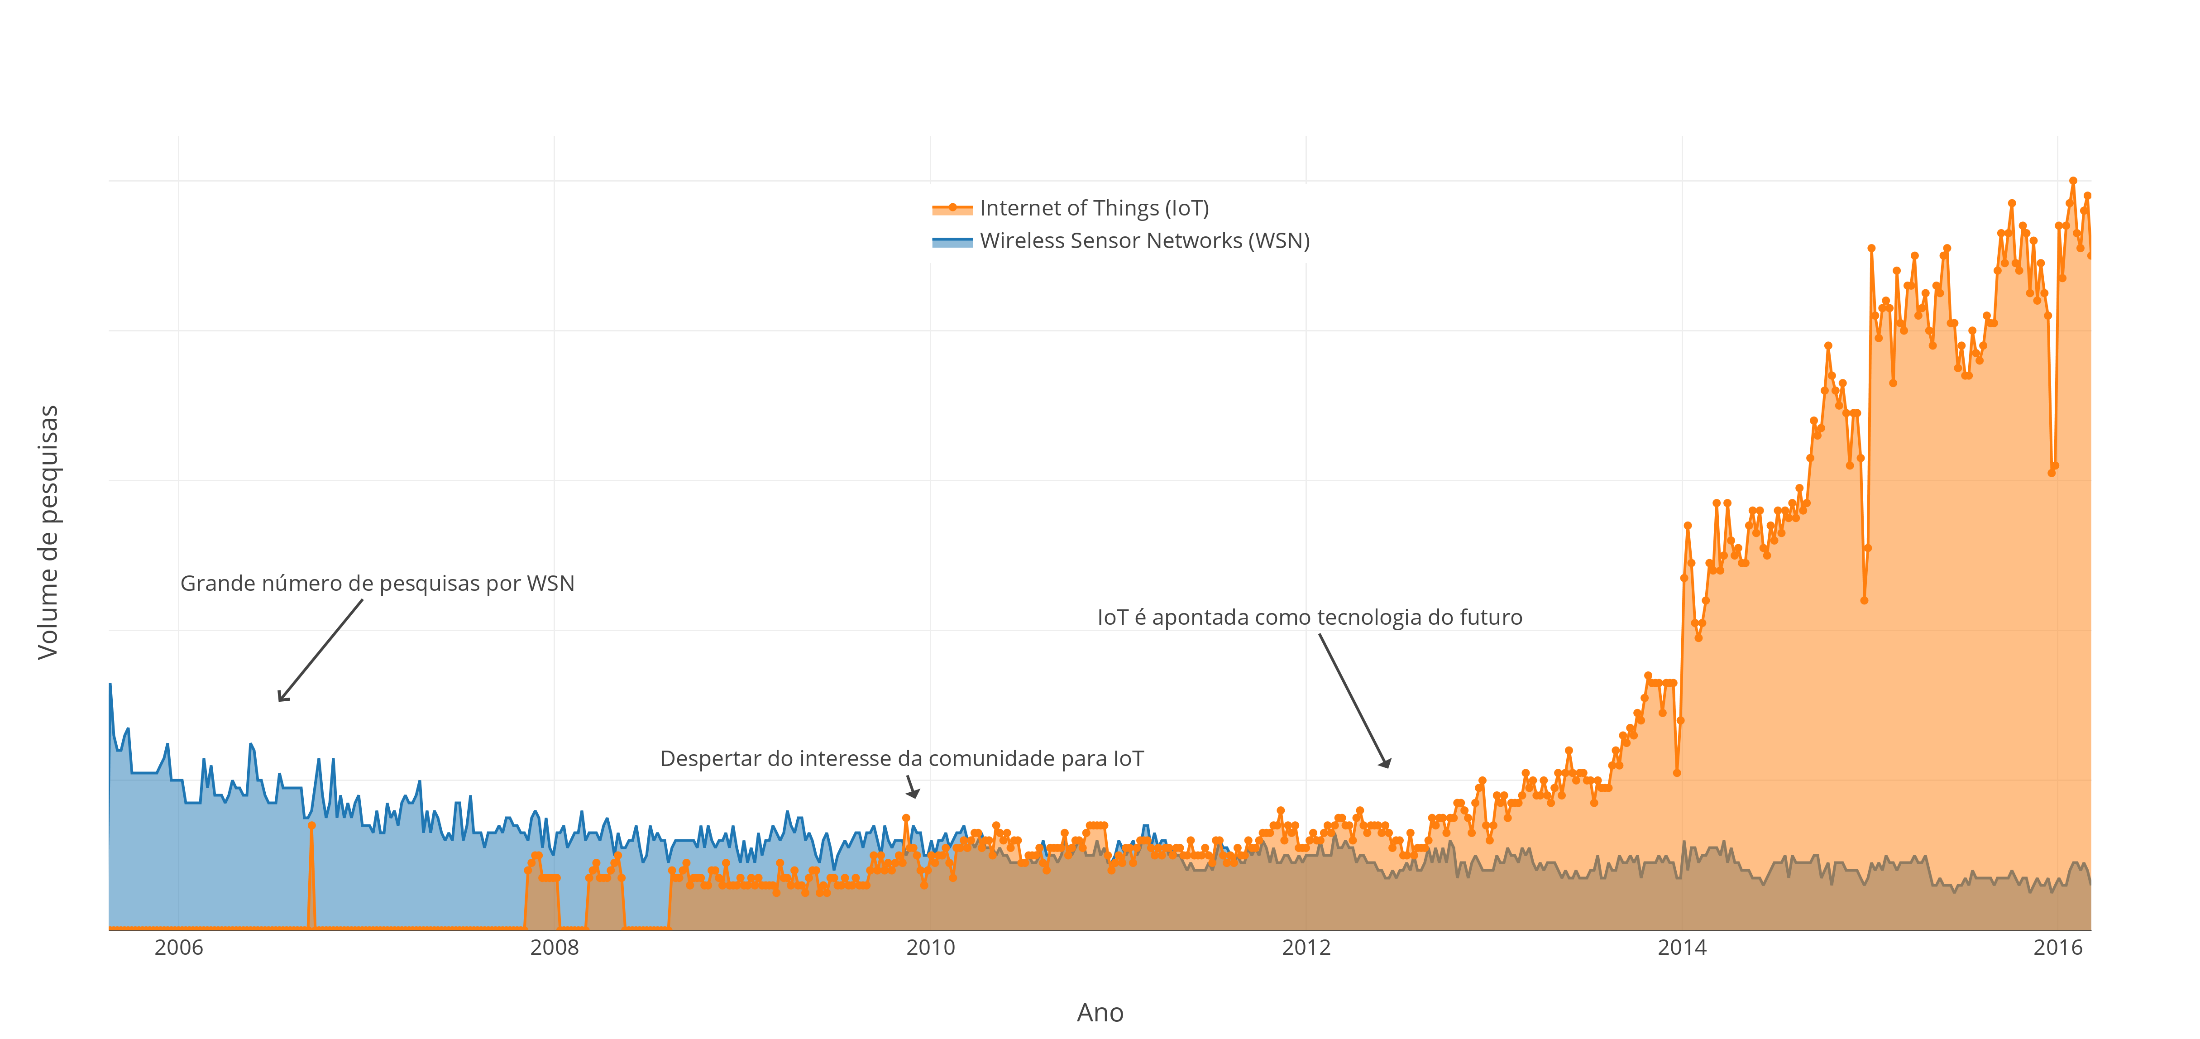 Internet of Things (IoT)
Wireless Sensor Networks (WSN)
Volume de pesquisas
Grande número de pesquisas por WSN
IoT é apontada como tecnologia do futuro
Despertar do interesse da comunidade para IoT
2006
2008
2010
2012
2014
2016
Ano